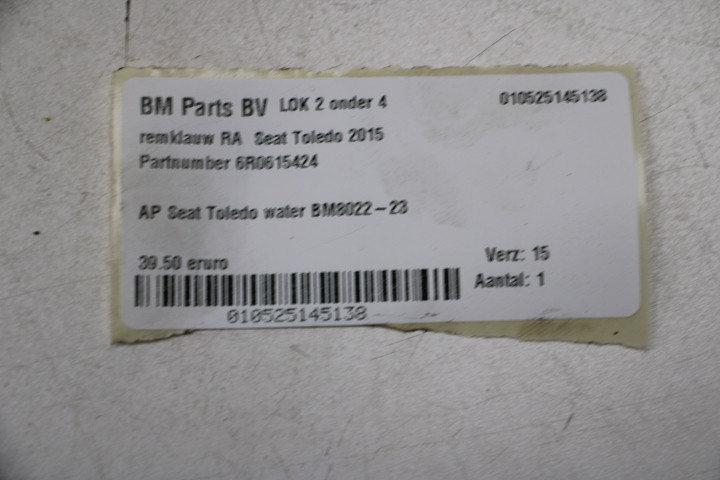 BM Parts BV LOK 2 onder 4 010525145138
remklauw RA Seat Toledo 2015
Partnumber 6R0615424
AP Seat Toledo water BM8022-23
39.50 eruro Verz: 15
Aantal: 1
010525145138